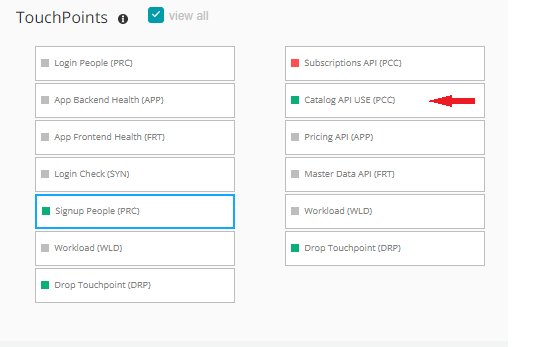 TouchPoints
view all
Login People (PRC)
App Backend Health (APP)
App Frontend Health (FRT)
Login Check (SYN)
Signup People (PRC)
Workload (WLD)
Drop Touchpoint (DRP)
Subscriptions API (PCC)
Catalog API USE (PCC)
Pricing API (APP)
Master Data API (FRT)
Workload (WLD)
Drop Touchpoint (DRP)